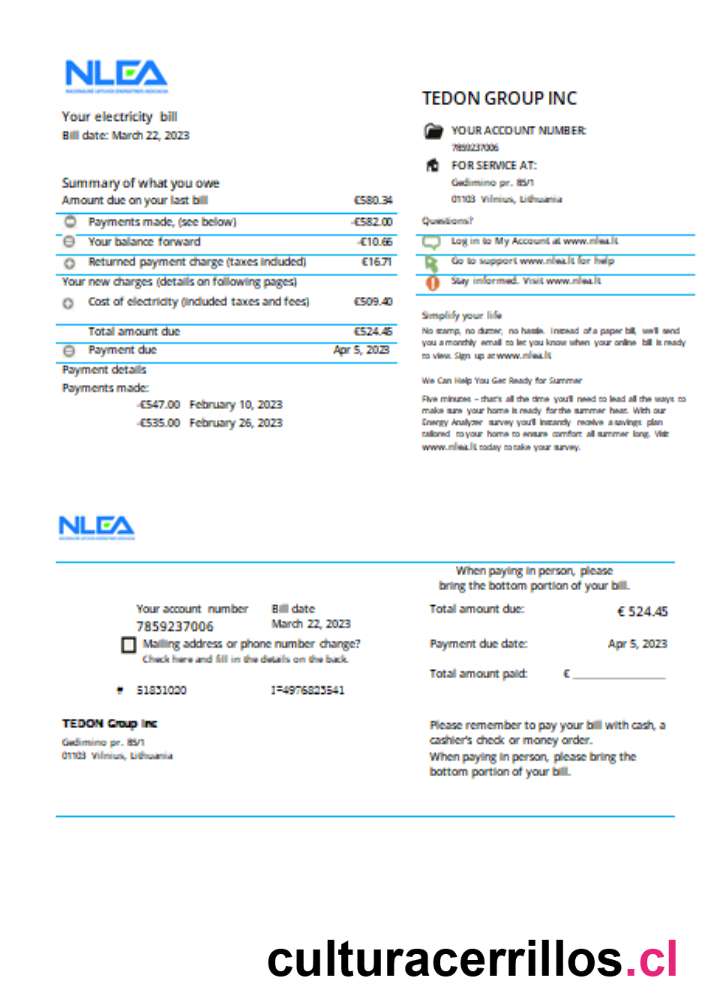 NLEA
Your electricity bill
Bill date: March 22, 2023
Summary of what you owe
Amount due on your last bill €580.34
Payments made, (see below) -€582.00
Your balance forward -€10.66
Returned payment charge (taxes included) €16.71
Your new charges (details on following pages)
Cost of electricity (included taxes and fees) €509.40
Total amount due €524.45
Payment due Apr 5, 2023
Payment details
Payments made:
-€547.00 February 10, 2023
-€535.00 February 26, 2023
TEDON GROUP INC
YOUR ACCOUNT NUMBER:
7859237006
FOR SERVICE AT:
Gedimino pr. 85/1
01103 Vilnius, Lithuania
Questions?
Log in to My Account at www.nlea.lt
Go to support www.nlea.lt for help
Stay informed. Visit www.nlea.lt
Simplify your life
No stamp, no clutter, no hassle. Instead of a paper bill, we'll send
you a monthly email to let you know when your online bill is ready
to view. Sign up at www.nlea.lt
We Can Help You Get Ready for Summer
Five minutes – that's all the time you'll need to lead all the ways to
make sure your home is ready for the summer heat. With our
Energy Analyzer survey you'll instantly receive a savings plan
tailored to your home to ensure comfort all summer long. Visit
www.nlea.lt today to take your survey.
NLEA
When paying in person, please
bring the bottom portion of your bill.
Your account number Bill date
7859237006 March 22, 2023
Mailing address or phone number change?
Check here and fill in the details on the back.
# 51831020 1=4976823541
TEDON Group Inc
Gedimino pr. 85/1
01103 Vilnius, Lithuania
Total amount due: € 524.45
Payment due date: Apr 5, 2023
Total amount paid: € _______________
Please remember to pay your bill with cash, a
cashier's check or money order.
When paying in person, please bring the
bottom portion of your bill.
culturacerrillos.cl